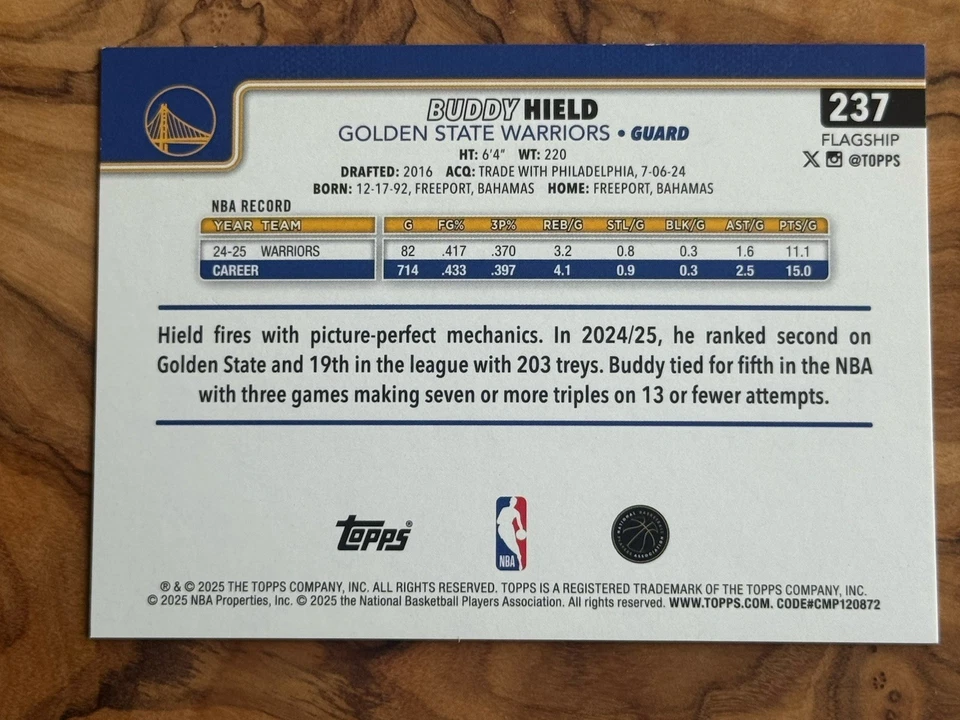 237
BUDDY HIELD
GOLDEN STATE WARRIORS • GUARD
FLAGSHIP
@TOPPS
HT: 6'4" WT: 220
DRAFTED: 2016 ACQ: TRADE WITH PHILADELPHIA, 7-06-24
BORN: 12-17-92, FREEPORT, BAHAMAS HOME: FREEPORT, BAHAMAS
NBA RECORD
YEAR TEAM G FG% 3P% REB/G STL/G BLK/G AST/G PTS/G
24-25 WARRIORS 82 .417 .370 3.2 0.8 0.3 1.6 11.1
CAREER 714 .433 .397 4.1 0.9 0.3 2.5 15.0
Hield fires with picture-perfect mechanics. In 2024/25, he ranked second on
Golden State and 19th in the league with 203 treys. Buddy tied for fifth in the NBA
with three games making seven or more triples on 13 or fewer attempts.
Topps®
NBA
NATIONAL BASKETBALL PLAYERS ASSOCIATION
® & © 2025 THE TOPPS COMPANY, INC. ALL RIGHTS RESERVED. TOPPS IS A REGISTERED TRADEMARK OF THE TOPPS COMPANY, INC.
© 2025 NBA Properties, Inc. © 2025 the National Basketball Players Association. All rights reserved. WWW.TOPPS.COM. CODE#CMP120872